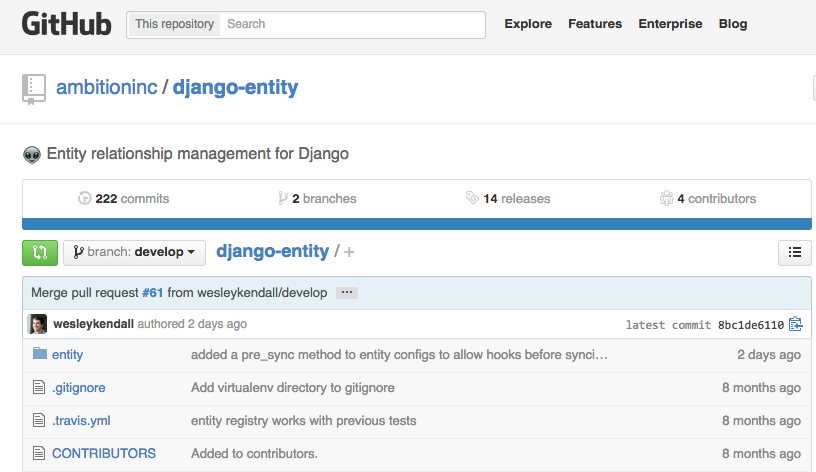 GitHub This repository Search Explore Features Enterprise Blog
ambitioninc / django-entity
Entity relationship management for Django
222 commits 2 branches 14 releases 4 contributors
branch: develop django-entity / +
Merge pull request #61 from wesleykendall/develop ...
wesleykendall authored 2 days ago latest commit 8bc1de6110
entity added a pre_sync method to entity configs to allow hooks before synci… 2 days ago
.gitignore Add virtualenv directory to gitignore 8 months ago
.travis.yml entity registry works with previous tests 8 months ago
CONTRIBUTORS Added to contributors. 8 months ago